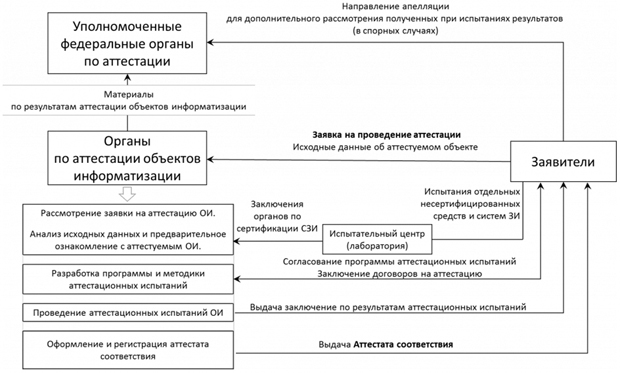 Направление апелляции
для дополнительного рассмотрения полученных при испытаниях результатов
(в спорных случаях)
Уполномоченные
федеральные органы
по аттестации
Материалы
по результатам аттестации объектов информатизации
Органы
по аттестации объектов
информатизации
Заявка на проведение аттестации
Исходные данные об аттестуемом объекте
Заявители
Рассмотрение заявки на аттестацию ОИ.
Анализ исходных данных и предварительное
ознакомление с аттестуемым ОИ.
Заключения
органов по
сертификации СЗИ
Испытательный центр
(лаборатория)
Испытания отдельных
несертифицированных
средств и систем ЗИ
Разработка программы и методики
аттестационных испытаний
Согласование программы аттестационных испытаний
Заключение договоров на аттестацию
Проведение аттестационных испытаний ОИ
Выдача заключение по результатам аттестационных испытаний
Оформление и регистрация аттестата
соответствия
Выдача Аттестата соответствия